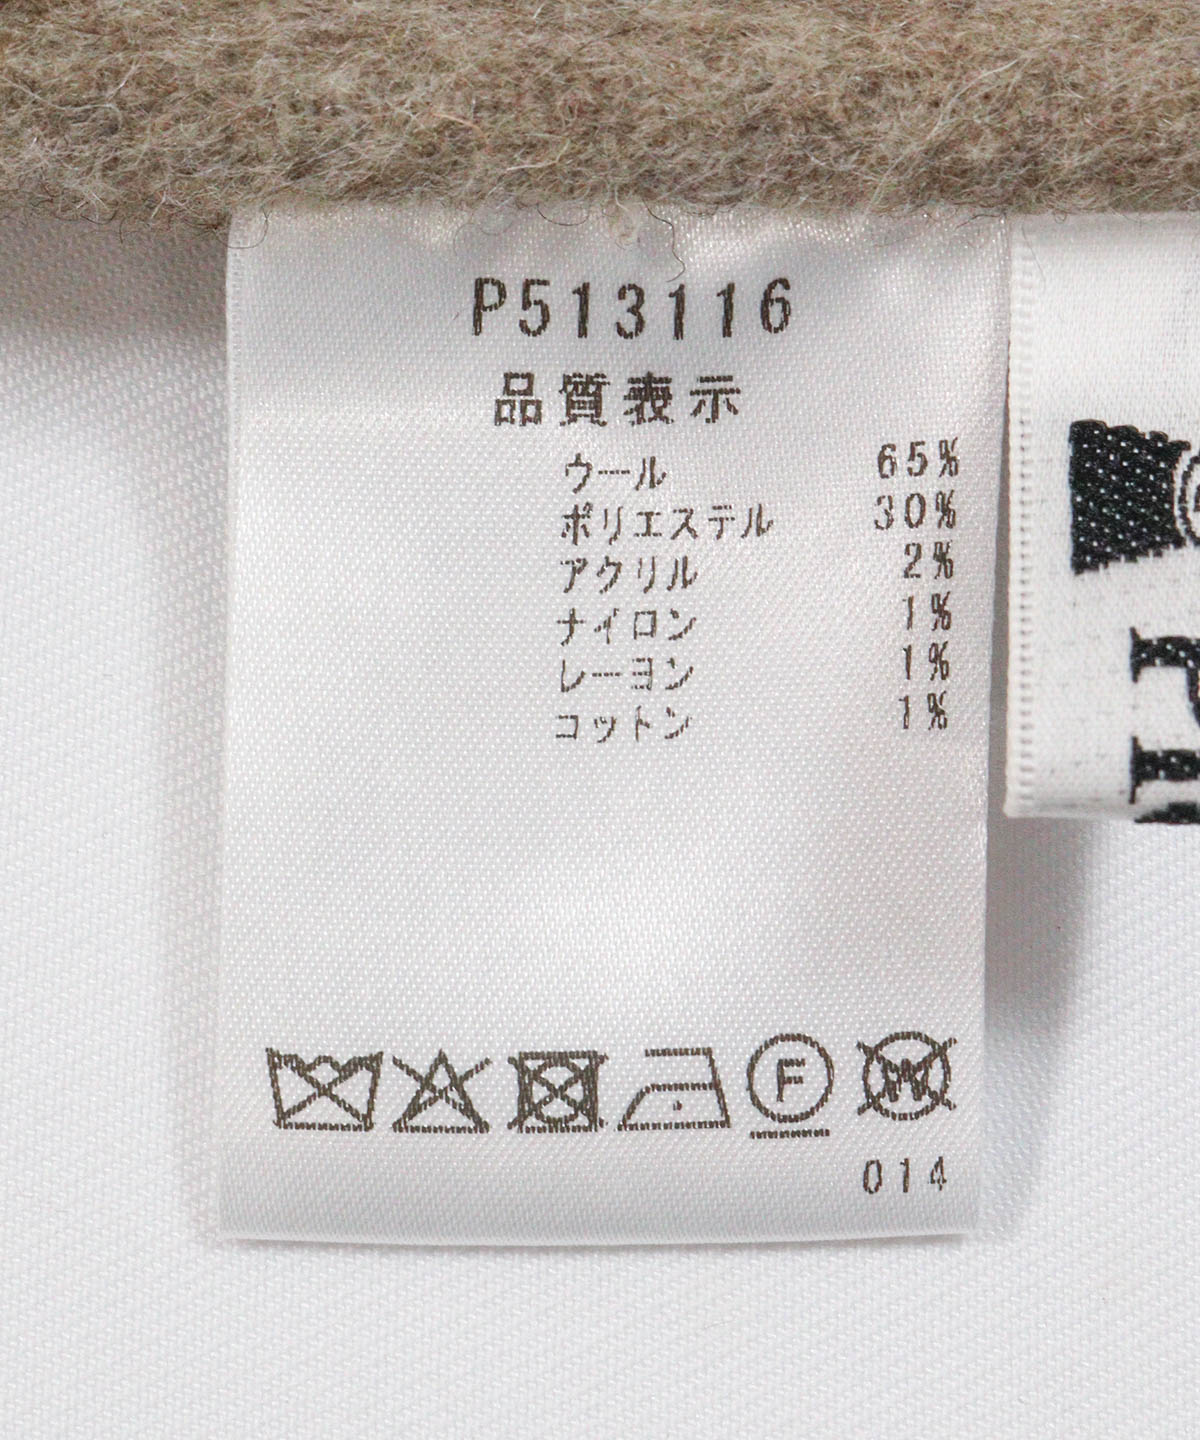 P513116
品質表示
ウール 65%
ポリエステル 30%
アクリル 2%
ナイロン 1%
レーヨン 1%
コットン 1%
F W
014